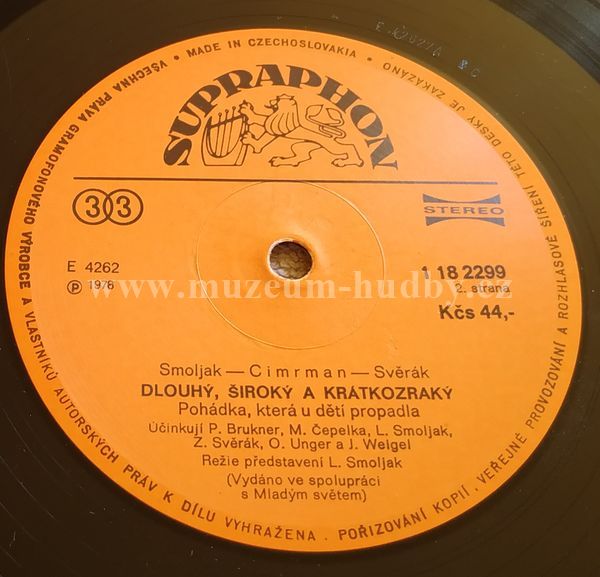 SUPRAPHON
VŠECHNA PRÁVA GRAMOFONOVÉHO VÝROBCE A VLASTNÍKŮ AUTORSKÝCH PRÁV K DÍLU VYHRAŽENA. POŘIZOVÁNÍ KOPIÍ, VEŘEJNÉ PROVOZOVÁNÍ A ROZHLASOVÉ ŠÍŘENÍ TÉTO DESKY JE ZAKÁZÁNO • MADE IN CZECHOSLOVAKIA •
33
STEREO
E 4262
Ⓟ 1978
1 18 2299
2. strana
Kčs 44,-
www.muzeum-hudby.cz
Smoljak — Cimrman — Svěrák
DLOUHÝ, ŠIROKÝ A KRÁTKOZRAKÝ
Pohádka, která u dětí propadla
Účinkují P. Brukner, M. Čepelka, L. Smoljak,
Z. Svěrák, O. Unger a J. Weigel
Režie představení L. Smoljak
(Vydáno ve spolupráci
s Mladým světem)